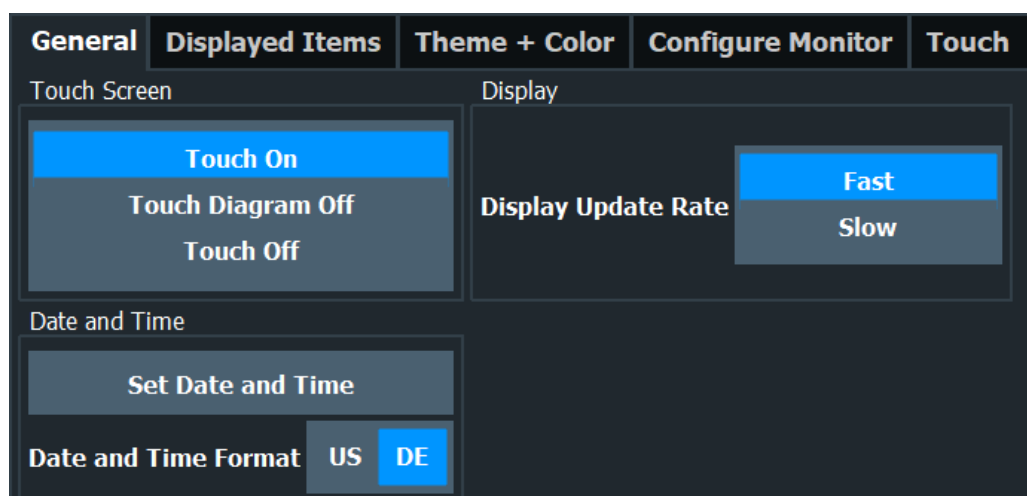 General Displayed Items Theme + Color Configure Monitor Touch
Touch Screen
Touch On
Touch Diagram Off
Touch Off
Display
Display Update Rate
Fast
Slow
Date and Time
Set Date and Time
Date and Time Format US DE